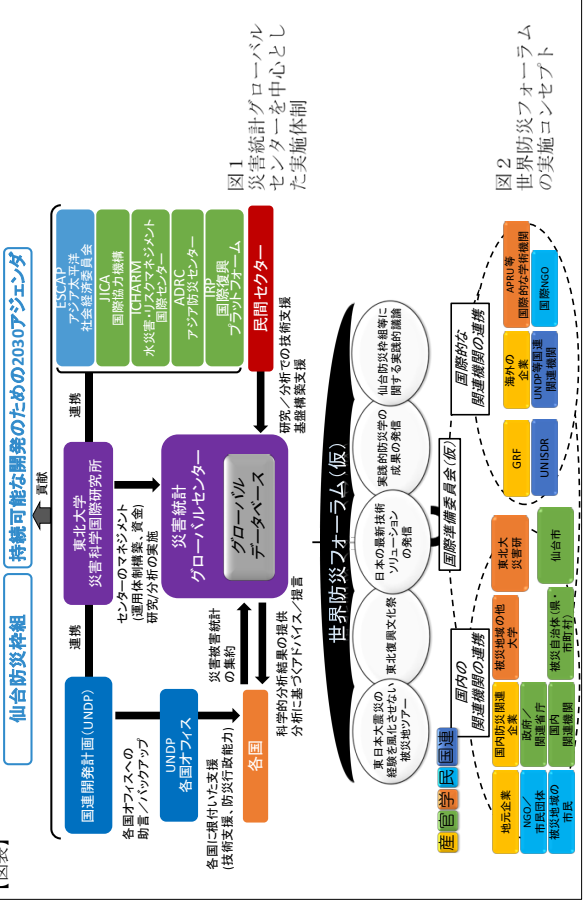 【図表】
仙台防災枠組
持続可能な開発のための2030アジェンダ
貢献
国連開発計画(UNDP)
連携
東北大学
災害科学国際研究所
連携
ESCAP
アジア太平洋
社会経済委員会
JICA
国際協力機構
ICHARM
水災害・リスクマネジメント
国際センター
ADRC
アジア防災センター
IRP
国際復興
プラットフォーム
民間セクター
各国オフィスへの
助言／バックアップ
センターのマネジメント
(運用体制構築、資金)
研究/分析の実施
UNDP
各国オフィス
災害統計
グローバルセンター
グローバル
データベース
各国に根付いた支援
(技術支援、防災行政能力)
災害被害統計
の集約
各国
科学的分析結果の提供
分析に基づくアドバイス／提言
研究／分析での技術支援
基盤構築支援
図1
災害統計グローバル
センターを中心とし
た実施体制
世界防災フォーラム(仮)
東日本大震災の
経験を風化させない
被災地ツアー
東北復興文化祭
日本の最新技術
ソリューション
の発信
実践的防災学の
成果の発信
仙台防災枠組等に
関する実践的議論
産官学民国連
国際準備委員会(仮)
国内の
関連機関の連携
国際的な
関連機関の連携
地元企業
国内防災関連
企業
被災地域の他
大学
東北大
災害研
NGO／
市民団体
政府／
関連省庁
被災自治体(県・
市町村)
仙台市
被災地域の
市民
国内
関連機関
GRF
海外の
企業
APRU等
国際的な学術機関
UNISDR
UNDP等国連
関連機関
国際NGO
図2
世界防災フォーラム
の実施コンセプト